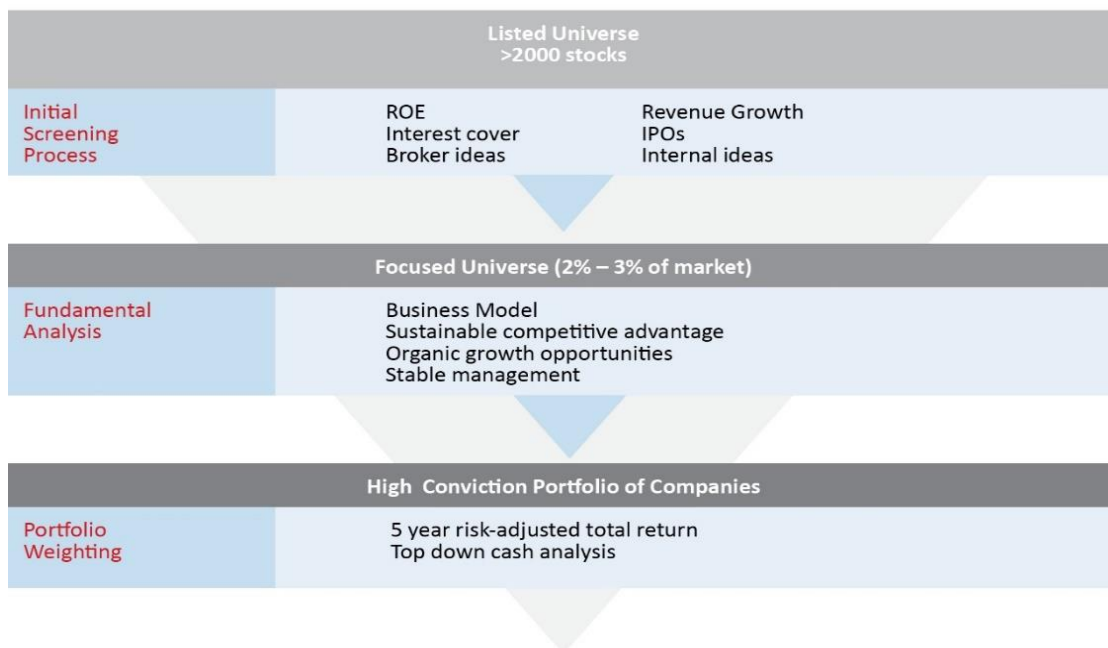 Listed Universe
>2000 stocks
Initial
Screening
Process
ROE
Interest cover
Broker ideas
Revenue Growth
IPOs
Internal ideas
Focused Universe (2% – 3% of market)
Fundamental
Analysis
Business Model
Sustainable competitive advantage
Organic growth opportunities
Stable management
High Conviction Portfolio of Companies
Portfolio
Weighting
5 year risk-adjusted total return
Top down cash analysis